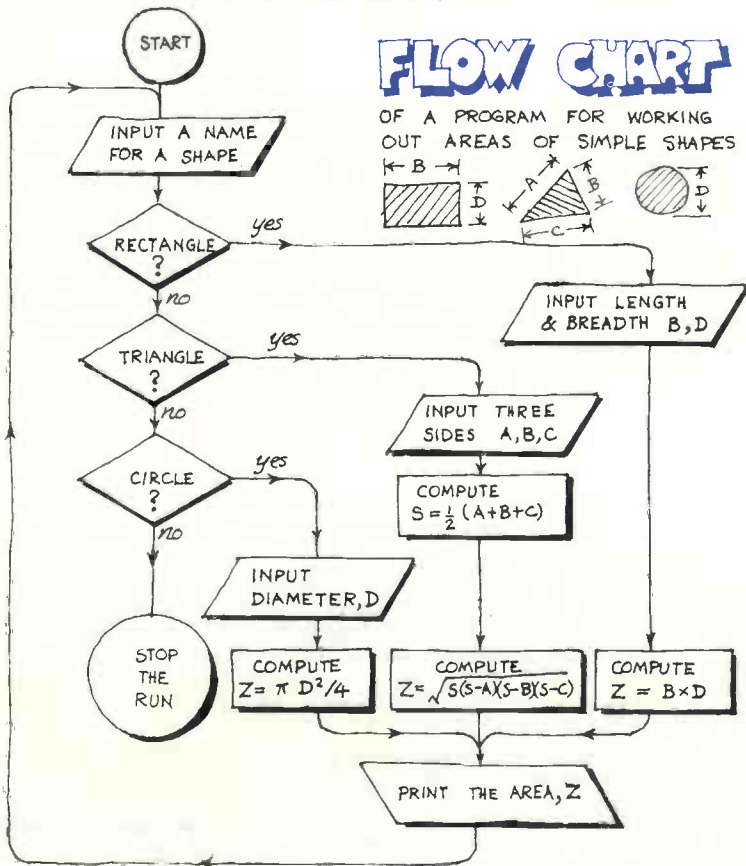 START
FLOW CHART
OF A PROGRAM FOR WORKING
OUT AREAS OF SIMPLE SHAPES
B
D
A
B
C
D
INPUT A NAME
FOR A SHAPE
RECTANGLE
?
yes
no
INPUT LENGTH
& BREADTH B,D
TRIANGLE
?
yes
no
INPUT THREE
SIDES A,B,C
COMPUTE
S = ½ (A+B+C)
CIRCLE
?
yes
no
INPUT
DIAMETER,D
STOP
THE
RUN
COMPUTE
Z = π D²/4
COMPUTE
Z = √S(S-A)(S-B)(S-C)
COMPUTE
Z = B×D
PRINT THE AREA, Z